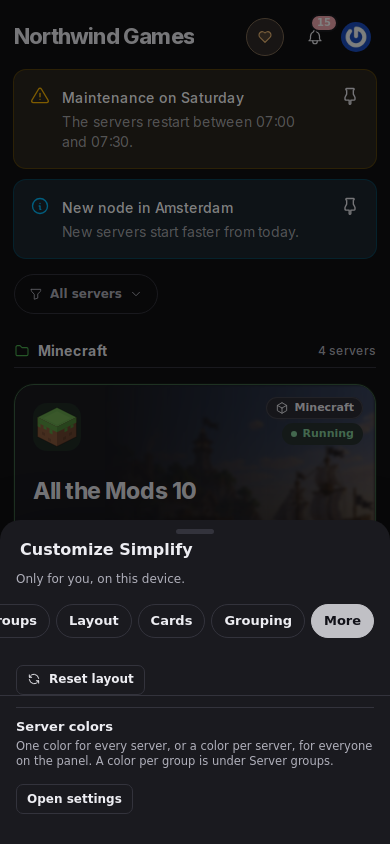 Northwind Games
15
Maintenance on Saturday
The servers restart between 07:00
and 07:30.
New node in Amsterdam
New servers start faster from today.
All servers
Minecraft
4 servers
Minecraft
Running
All the Mods 10
Customize Simplify
Only for you, on this device.
roups
Layout
Cards
Grouping
More
Reset layout
Server colors
One color for every server, or a color per server, for everyone
on the panel. A color per group is under Server groups.
Open settings